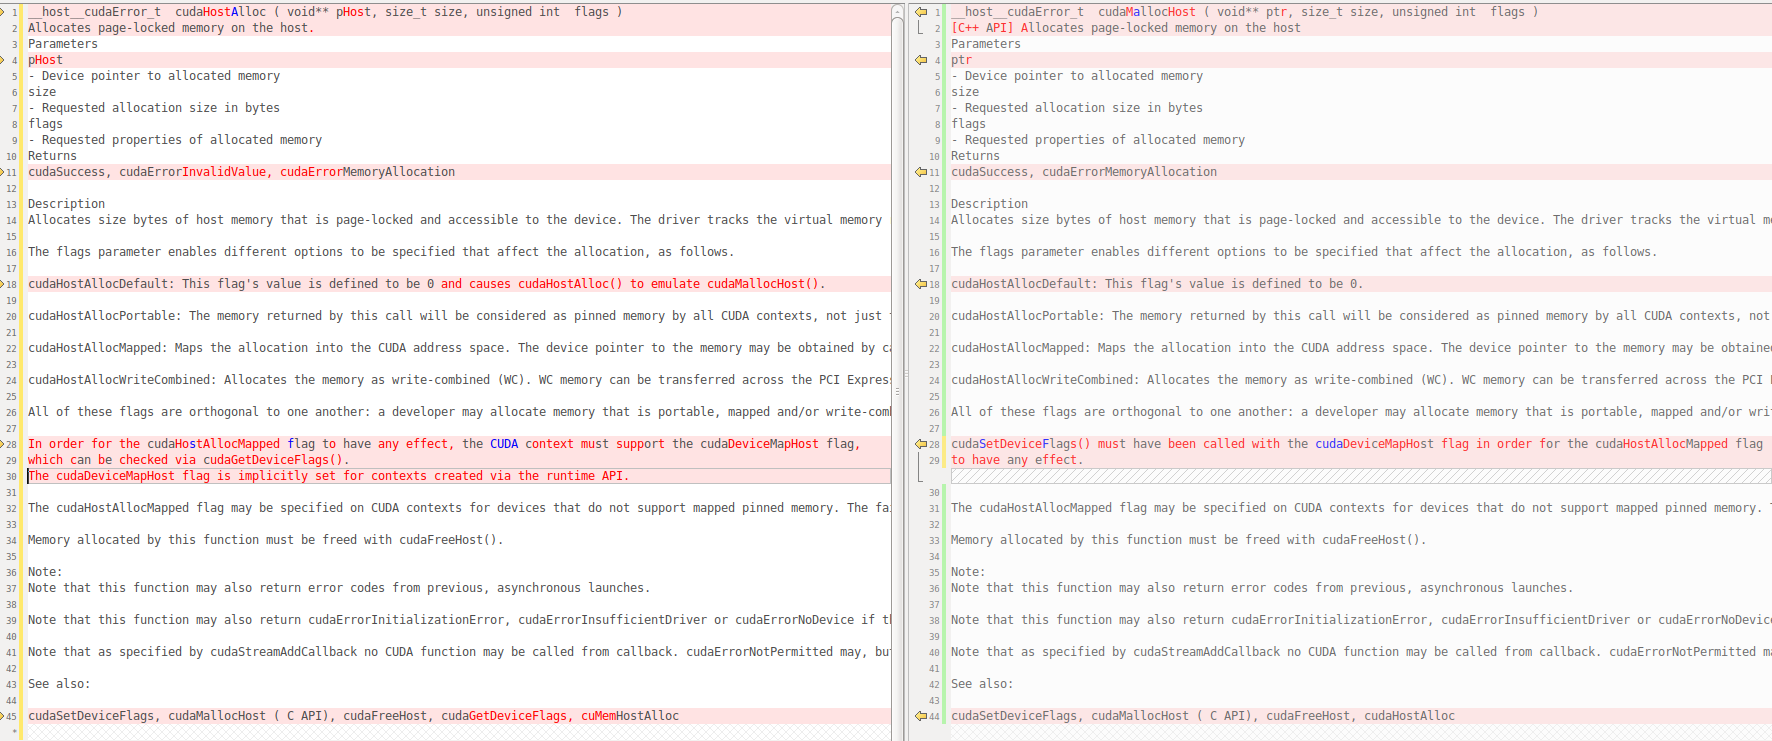 1 __host__cudaError_t  cudaHostAlloc ( void** pHost, size_t size, unsigned int  flags )
2 Allocates page-locked memory on the host.
3 Parameters
4 pHost
5 - Device pointer to allocated memory
6 size
7 - Requested allocation size in bytes
8 flags
9 - Requested properties of allocated memory
10 Returns
11 cudaSuccess, cudaErrorInvalidValue, cudaErrorMemoryAllocation
12
13 Description
14 Allocates size bytes of host memory that is page-locked and accessible to the device. The driver tracks the virtual memory
15
16 The flags parameter enables different options to be specified that affect the allocation, as follows.
17
18 cudaHostAllocDefault: This flag's value is defined to be 0 and causes cudaHostAlloc() to emulate cudaMallocHost().
19
20 cudaHostAllocPortable: The memory returned by this call will be considered as pinned memory by all CUDA contexts, not just
21
22 cudaHostAllocMapped: Maps the allocation into the CUDA address space. The device pointer to the memory may be obtained by
23
24 cudaHostAllocWriteCombined: Allocates the memory as write-combined (WC). WC memory can be transferred across the PCI Expres
25
26 All of these flags are orthogonal to one another: a developer may allocate memory that is portable, mapped and/or write-com
27
28 In order for the cudaHostAllocMapped flag to have any effect, the CUDA context must support the cudaDeviceMapHost flag,
29 which can be checked via cudaGetDeviceFlags().
30 The cudaDeviceMapHost flag is implicitly set for contexts created via the runtime API.
31
32 The cudaHostAllocMapped flag may be specified on CUDA contexts for devices that do not support mapped pinned memory. The fa
33
34 Memory allocated by this function must be freed with cudaFreeHost().
35
36 Note:
37 Note that this function may also return error codes from previous, asynchronous launches.
38
39 Note that this function may also return cudaErrorInitializationError, cudaErrorInsufficientDriver or cudaErrorNoDevice if
40
41 Note that as specified by cudaStreamAddCallback no CUDA function may be called from callback. cudaErrorNotPermitted may, bu
42
43 See also:
44
45 cudaSetDeviceFlags, cudaMallocHost ( C API), cudaFreeHost, cudaGetDeviceFlags, cuMemHostAlloc
*
1 __host__cudaError_t  cudaMallocHost ( void** ptr, size_t size, unsigned int  flags )
2 [C++ API] Allocates page-locked memory on the host
3 Parameters
4 ptr
5 - Device pointer to allocated memory
6 size
7 - Requested allocation size in bytes
8 flags
9 - Requested properties of allocated memory
10 Returns
11 cudaSuccess, cudaErrorMemoryAllocation
12
13 Description
14 Allocates size bytes of host memory that is page-locked and accessible to the device. The driver tracks the virtual m
15
16 The flags parameter enables different options to be specified that affect the allocation, as follows.
17
18 cudaHostAllocDefault: This flag's value is defined to be 0.
19
20 cudaHostAllocPortable: The memory returned by this call will be considered as pinned memory by all CUDA contexts, not
21
22 cudaHostAllocMapped: Maps the allocation into the CUDA address space. The device pointer to the memory may be obtaine
23
24 cudaHostAllocWriteCombined: Allocates the memory as write-combined (WC). WC memory can be transferred across the PCI
25
26 All of these flags are orthogonal to one another: a developer may allocate memory that is portable, mapped and/or wri
27
28 cudaSetDeviceFlags() must have been called with the cudaDeviceMapHost flag in order for the cudaHostAllocMapped flag
29 to have any effect.
30
31 The cudaHostAllocMapped flag may be specified on CUDA contexts for devices that do not support mapped pinned memory.
32
33 Memory allocated by this function must be freed with cudaFreeHost().
34
35 Note:
36 Note that this function may also return error codes from previous, asynchronous launches.
37
38 Note that this function may also return cudaErrorInitializationError, cudaErrorInsufficientDriver or cudaErrorNoDevic
39
40 Note that as specified by cudaStreamAddCallback no CUDA function may be called from callback. cudaErrorNotPermitted m
41
42 See also:
43
44 cudaSetDeviceFlags, cudaMallocHost ( C API), cudaFreeHost, cudaHostAlloc